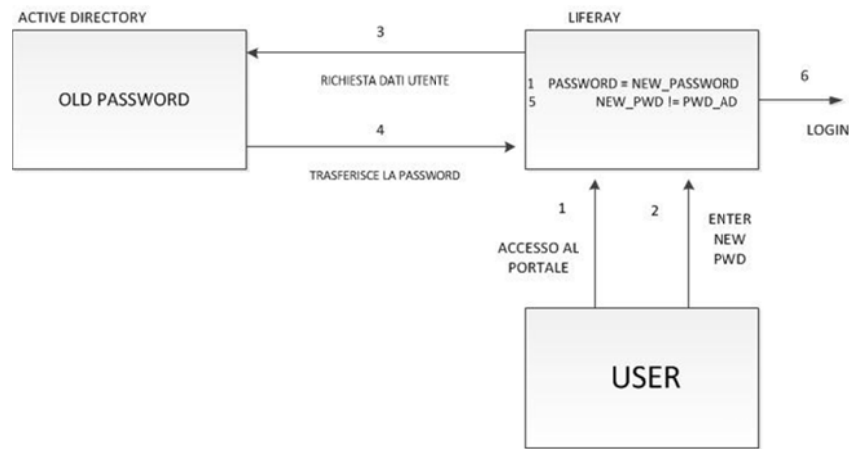 ACTIVE DIRECTORY
LIFERAY
3
RICHIESTA DATI UTENTE
OLD PASSWORD
4
TRASFERISCE LA PASSWORD
1 PASSWORD = NEW_PASSWORD
5 NEW_PWD != PWD_AD
6
LOGIN
1
ACCESSO AL
PORTALE
2
ENTER
NEW
PWD
USER